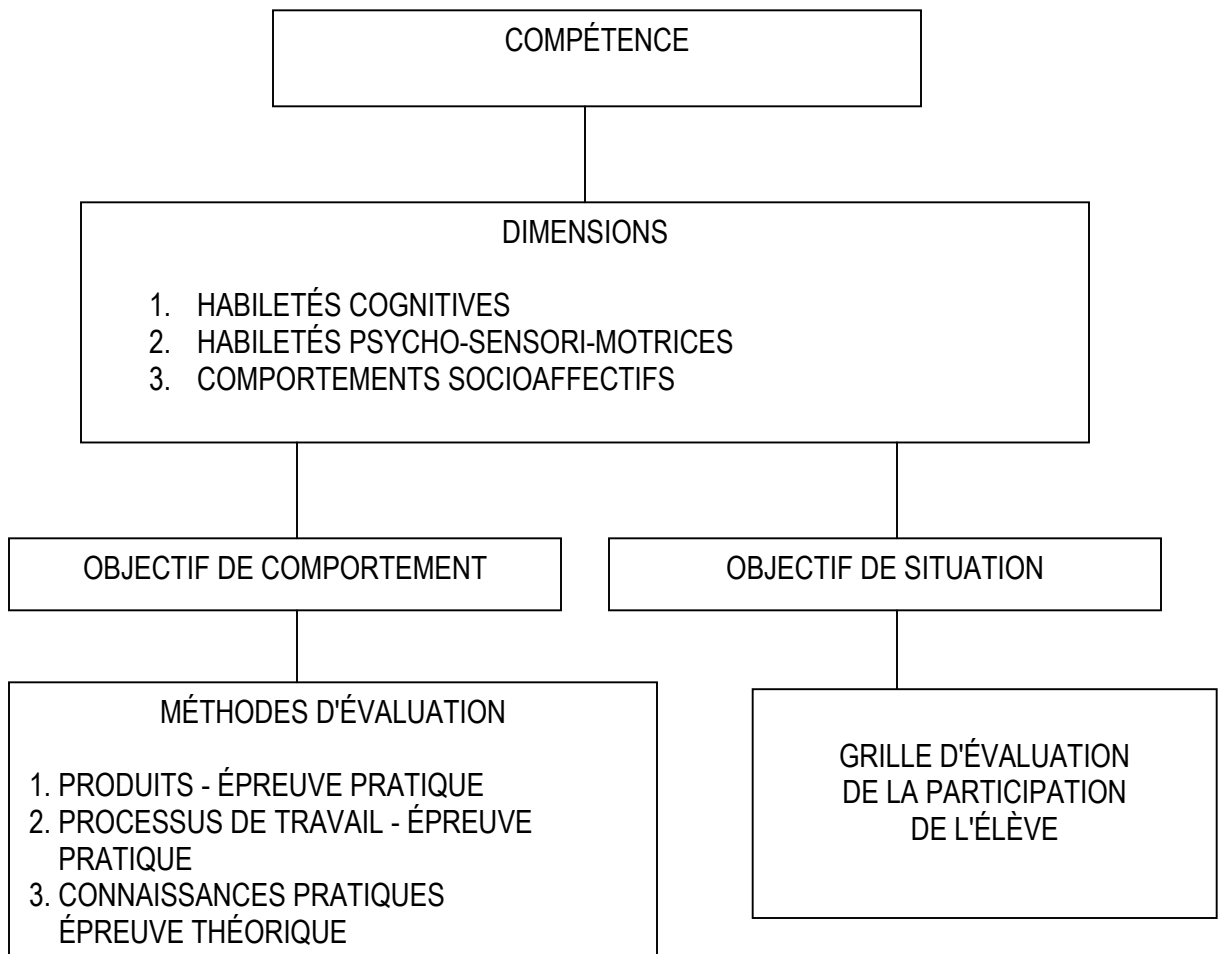 COMPÉTENCE
DIMENSIONS
1. HABILETÉS COGNITIVES
2. HABILETÉS PSYCHO-SENSORI-MOTRICES
3. COMPORTEMENTS SOCIOAFFECTIFS
OBJECTIF DE COMPORTEMENT
OBJECTIF DE SITUATION
MÉTHODES D'ÉVALUATION
1. PRODUITS - ÉPREUVE PRATIQUE
2. PROCESSUS DE TRAVAIL - ÉPREUVE
PRATIQUE
3. CONNAISSANCES PRATIQUES
ÉPREUVE THÉORIQUE
GRILLE D'ÉVALUATION
DE LA PARTICIPATION
DE L'ÉLÈVE